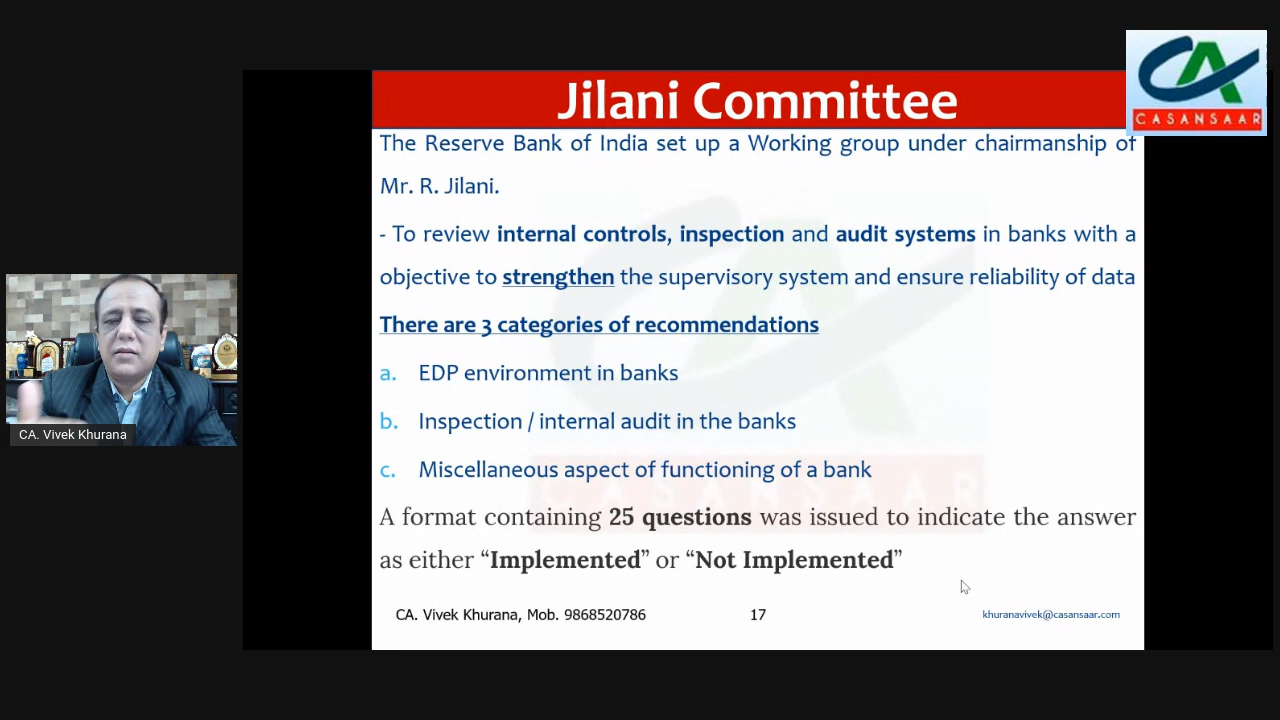 Jilani Committee
CASANSAAR
The Reserve Bank of India set up a Working group under chairmanship of
Mr. R. Jilani.
- To review internal controls, inspection and audit systems in banks with a
objective to strengthen the supervisory system and ensure reliability of data
There are 3 categories of recommendations
a. EDP environment in banks
b. Inspection / internal audit in the banks
c. Miscellaneous aspect of functioning of a bank
CASANSAAR
A format containing 25 questions was issued to indicate the answer
as either “Implemented” or “Not Implemented”
CA. Vivek Khurana, Mob. 9868520786 17 khuranavivek@casansaar.com
CA. Vivek Khurana